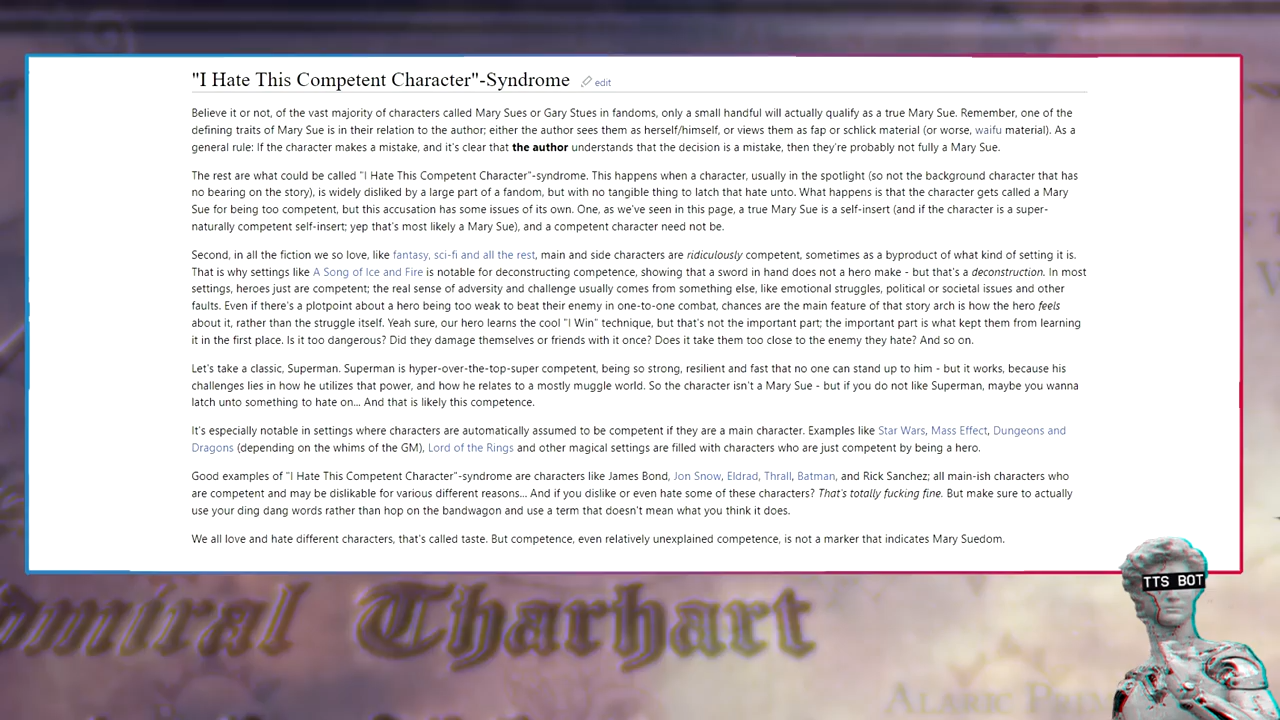 "I Hate This Competent Character"-Syndrome edit
Believe it or not, of the vast majority of characters called Mary Sues or Gary Stues in fandoms, only a small handful will actually qualify as a true Mary Sue. Remember, one of the
defining traits of Mary Sue is in their relation to the author; either the author sees them as herself/himself, or views them as fap or schlick material (or worse, waifu material). As a
general rule: If the character makes a mistake, and it's clear that the author understands that the decision is a mistake, then they're probably not fully a Mary Sue.
The rest are what could be called "I Hate This Competent Character"-syndrome. This happens when a character, usually in the spotlight (so not the background character that has
no bearing on the story), is widely disliked by a large part of a fandom, but with no tangible thing to latch that hate unto. What happens is that the character gets called a Mary
Sue for being too competent, but this accusation has some issues of its own. One, as we've seen in this page, a true Mary Sue is a self-insert (and if the character is a super-
naturally competent self-insert; yep that's most likely a Mary Sue), and a competent character need not be.
Second, in all the fiction we so love, like fantasy, sci-fi and all the rest, main and side characters are ridiculously competent, sometimes as a byproduct of what kind of setting it is.
That is why settings like A Song of Ice and Fire is notable for deconstructing competence, showing that a sword in hand does not a hero make - but that's a deconstruction. In most
settings, heroes just are competent; the real sense of adversity and challenge usually comes from something else, like emotional struggles, political or societal issues and other
faults. Even if there's a plotpoint about a hero being too weak to beat their enemy in one-to-one combat, chances are the main feature of that story arch is how the hero feels
about it, rather than the struggle itself. Yeah sure, our hero learns the cool "I Win" technique, but that's not the important part; the important part is what kept them from learning
it in the first place. Is it too dangerous? Did they damage themselves or friends with it once? Does it take them too close to the enemy they hate? And so on.
Let's take a classic, Superman. Superman is hyper-over-the-top-super competent, being so strong, resilient and fast that no one can stand up to him - but it works, because his
challenges lies in how he utilizes that power, and how he relates to a mostly muggle world. So the character isn't a Mary Sue - but if you do not like Superman, maybe you wanna
latch unto something to hate on... And that is likely this competence.
It's especially notable in settings where characters are automatically assumed to be competent if they are a main character. Examples like Star Wars, Mass Effect, Dungeons and
Dragons (depending on the whims of the GM), Lord of the Rings and other magical settings are filled with characters who are just competent by being a hero.
Good examples of "I Hate This Competent Character"-syndrome are characters like James Bond, Jon Snow, Eldrad, Thrall, Batman, and Rick Sanchez; all main-ish characters who
are competent and may be dislikable for various different reasons... And if you dislike or even hate some of these characters? That's totally fucking fine. But make sure to actually
use your ding dang words rather than hop on the bandwagon and use a term that doesn't mean what you think it does.
We all love and hate different characters, that's called taste. But competence, even relatively unexplained competence, is not a marker that indicates Mary Suedom.
TTS BOT
dmiral Tharhart
Alaric Prim